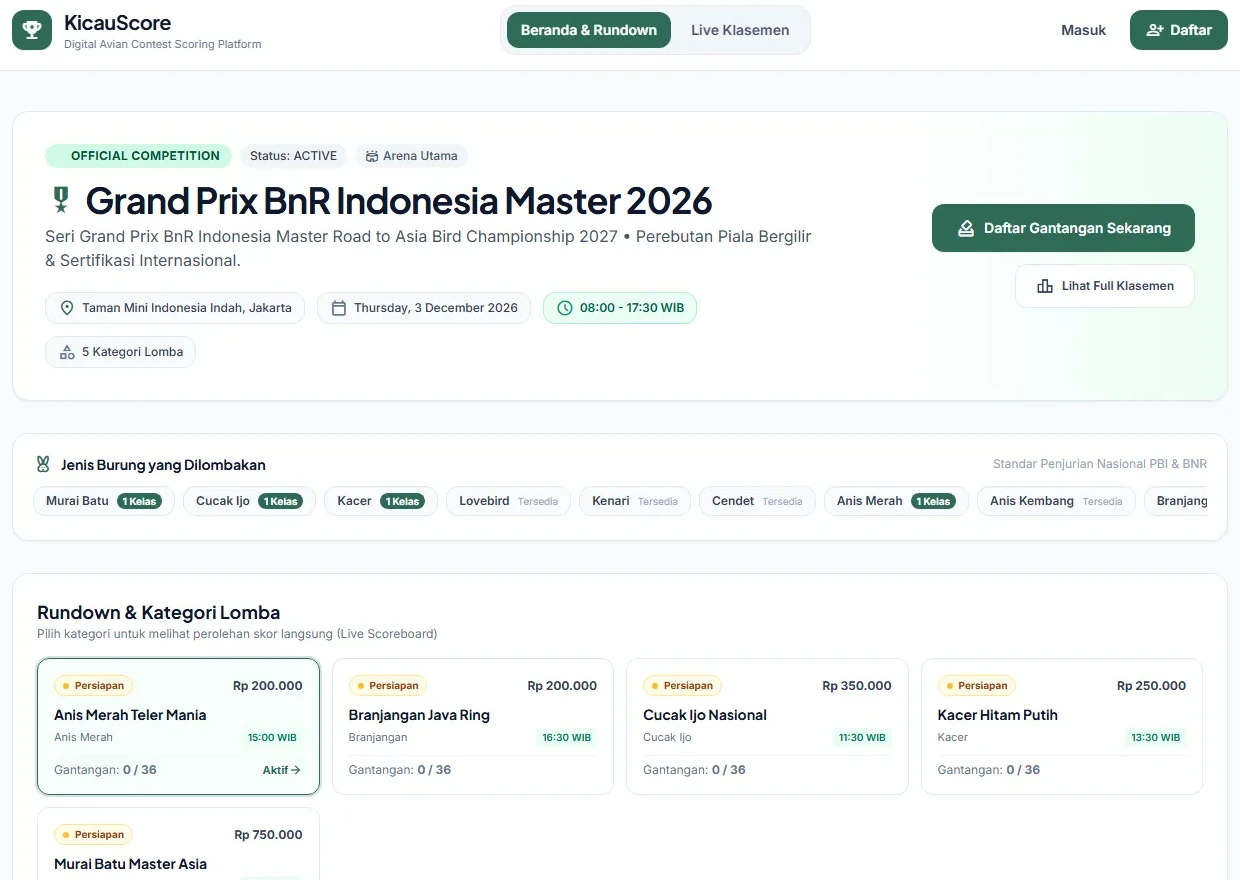 KicauScore
Digital Avian Contest Scoring Platform
Beranda & Rundown
Live Klasemen
Masuk
Daftar
OFFICIAL COMPETITION
Status: ACTIVE
Arena Utama
Grand Prix BnR Indonesia Master 2026
Seri Grand Prix BnR Indonesia Master Road to Asia Bird Championship 2027 • Perebutan Piala Bergilir
& Sertifikasi Internasional.
Daftar Gantangan Sekarang
Lihat Full Klasemen
Taman Mini Indonesia Indah, Jakarta
Thursday, 3 December 2026
08:00 - 17:30 WIB
5 Kategori Lomba
Jenis Burung yang Dilombakan
Standar Penjurian Nasional PBI & BNR
Murai Batu 1 Kelas
Cucak Ijo 1 Kelas
Kacer 1 Kelas
Lovebird Tersedia
Kenari Tersedia
Cendet Tersedia
Anis Merah 1 Kelas
Anis Kembang Tersedia
Branjang
Rundown & Kategori Lomba
Pilih kategori untuk melihat perolehan skor langsung (Live Scoreboard)
Persiapan
Rp 200.000
Anis Merah Teler Mania
Anis Merah
15:00 WIB
Gantangan: 0 / 36
Aktif→
Persiapan
Rp 200.000
Branjangan Java Ring
Branjangan
16:30 WIB
Gantangan: 0 / 36
Persiapan
Rp 350.000
Cucak Ijo Nasional
Cucak Ijo
11:30 WIB
Gantangan: 0 / 36
Persiapan
Rp 250.000
Kacer Hitam Putih
Kacer
13:30 WIB
Gantangan: 0 / 36
Persiapan
Rp 750.000
Murai Batu Master Asia